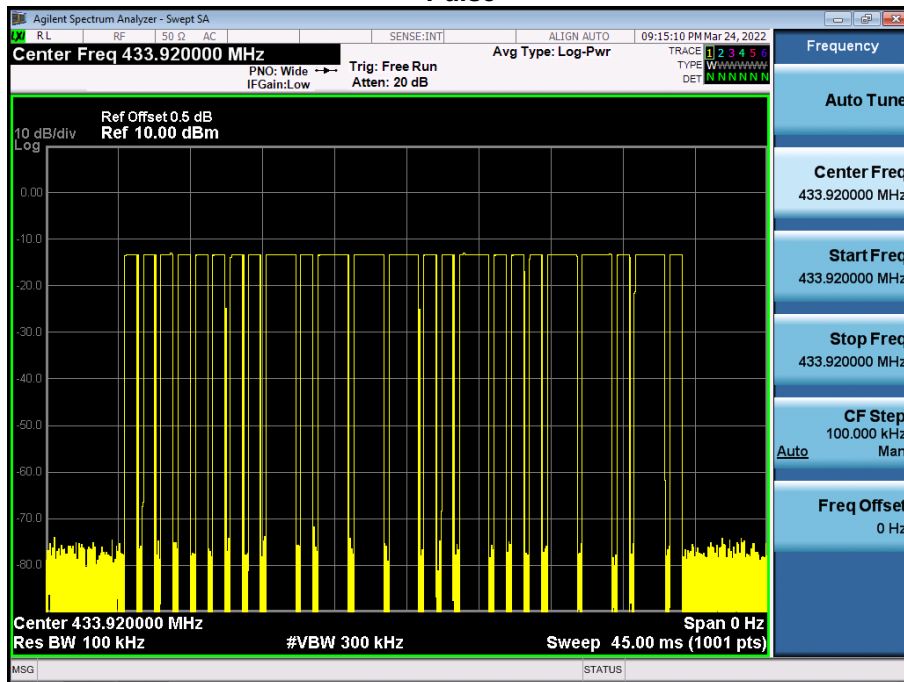 Agilent Spectrum Analyzer - Swept SA
RL RF 50 Ω AC SENSE:INT ALIGN AUTO 09:15:10 PM Mar 24, 2022
Center Freq 433.920000 MHz
PNO: Wide
IFGain:Low
Trig: Free Run
Atten: 20 dB
Avg Type: Log-Pwr
TRACE 1 2 3 4 5 6
TYPE WWWWWW
DET N N N N N N
Ref Offset 0.5 dB
10 dB/div Ref 10.00 dBm
Log
0.00
-10.0
-20.0
-30.0
-40.0
-50.0
-60.0
-70.0
-80.0
Center 433.920000 MHz Span 0 Hz
Res BW 100 kHz #VBW 300 kHz Sweep 45.00 ms (1001 pts)
MSG STATUS
Frequency
Auto Tune
Center Freq
433.920000 MHz
Start Freq
433.920000 MHz
Stop Freq
433.920000 MHz
CF Step
100.000 kHz
Auto Man
Freq Offset
0 Hz